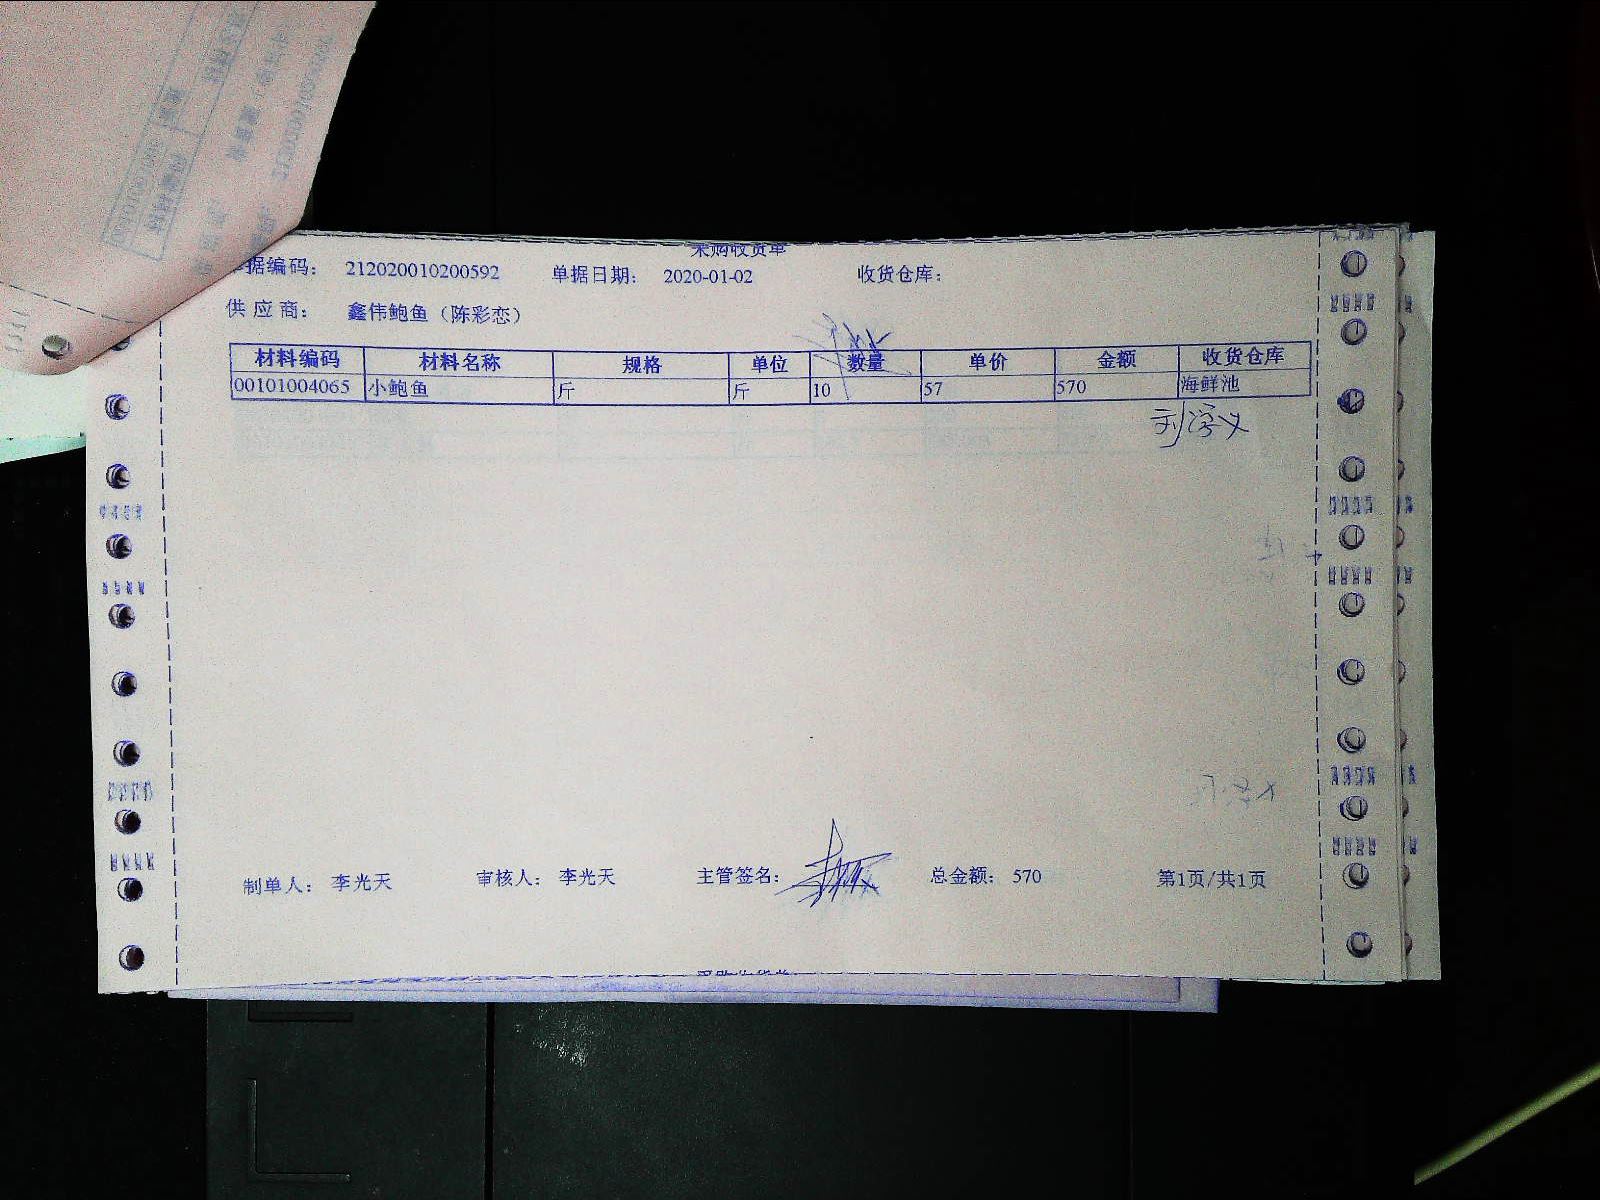 采购收货单
单据编码： 212020010200592 单据日期： 2020-01-02 收货仓库：
供应商： 鑫伟鲍鱼（陈彩恋）
材料编码 材料名称 规格 单位 数量 单价 金额 收货仓库
00101004065 小鲍鱼 斤 斤 10 57 570 海鲜池
制单人： 李光天 审核人： 李光天 主管签名： 总金额： 570 第1页/共1页